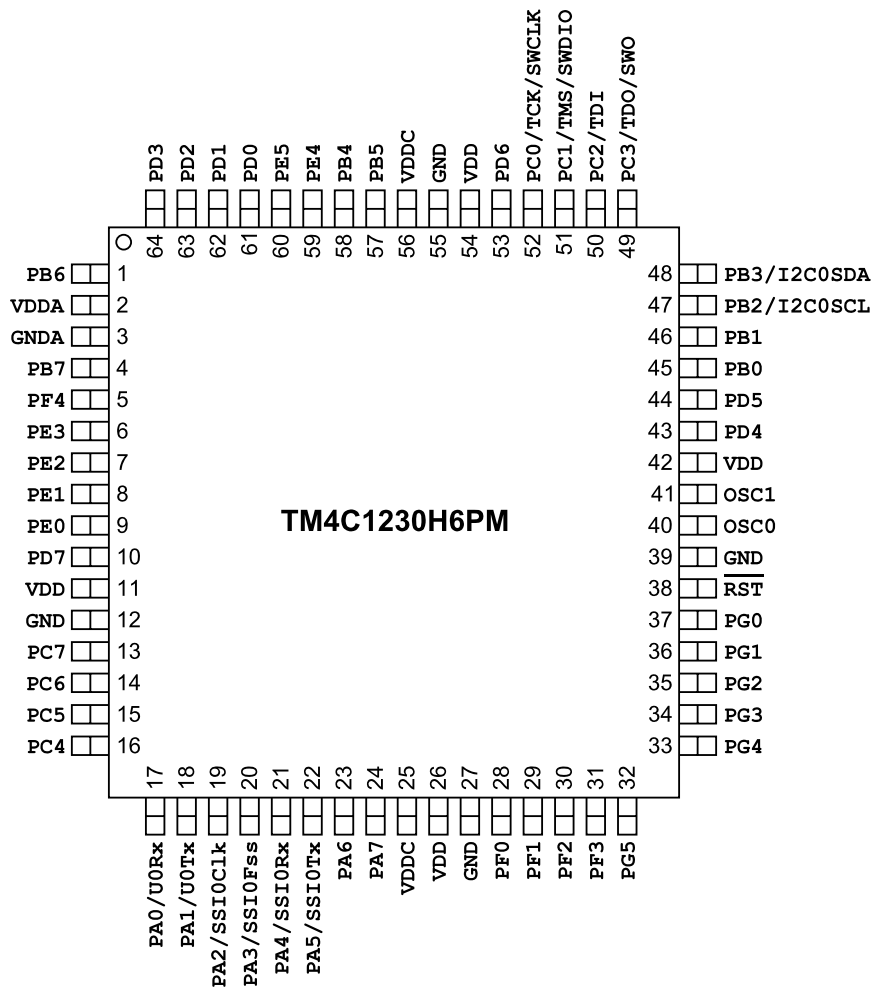 PC0/TCK/SWCLK
PC1/TMS/SWDIO
PC2/TDI
PC3/TDO/SWO
PD3
PD2
PD1
PD0
PE5
PE4
PB4
PB5
VDDC
GND
VDD
PD6
64
63
62
61
60
59
58
57
56
55
54
53
52
51
50
49
PB6 1
VDDA 2
GNDA 3
PB7 4
PF4 5
PE3 6
PE2 7
PE1 8
PE0 9
PD7 10
VDD 11
GND 12
PC7 13
PC6 14
PC5 15
PC4 16
TM4C1230H6PM
48 PB3/I2C0SDA
47 PB2/I2C0SCL
46 PB1
45 PB0
44 PD5
43 PD4
42 VDD
41 OSC1
40 OSC0
39 GND
38 RST
37 PG0
36 PG1
35 PG2
34 PG3
33 PG4
17
18
19
20
21
22
23
24
25
26
27
28
29
30
31
32
PA0/U0Rx
PA1/U0Tx
PA2/SSI0Clk
PA3/SSI0Fss
PA4/SSI0Rx
PA5/SSI0Tx
PA6
PA7
VDDC
VDD
GND
PF0
PF1
PF2
PF3
PG5